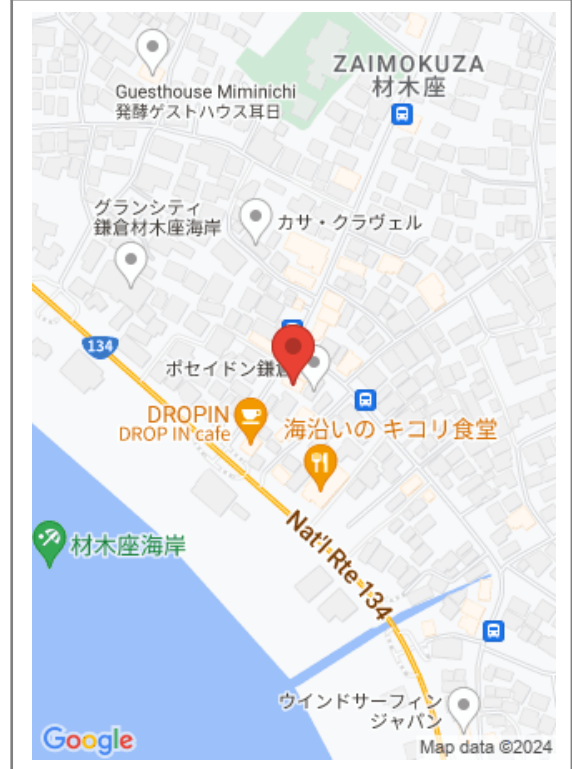 ZAIMOKUZA
材木座
Guesthouse Miminichi
発酵ゲストハウス耳日
グランシティ
鎌倉材木座海岸
カサ・クラヴェル
134
ポセイドン鎌倉
DROPIN
DROP IN cafe
海沿いの キコリ食堂
Nat'l Rte 134
材木座海岸
ウインドサーフィン
ジャパン
Google
Map data ©2024